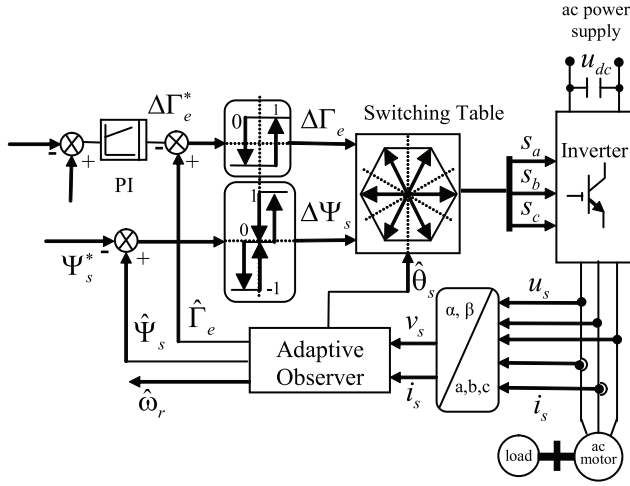 ac power
supply
u_dc
ΔΓ_e^*
0
1
ΔΓ_e
Switching Table
Inverter
s_a
s_b
s_c
-
+
-
+
PI
1
0
-1
ΔΨ_s
-
+
Ψ_s^*
Ψ̂_s
Γ̂_e
θ̂_s
u_s
α, β
a,b,c
v_s
i_s
i_s
Adaptive
Observer
ω̂_r
load
ac
motor